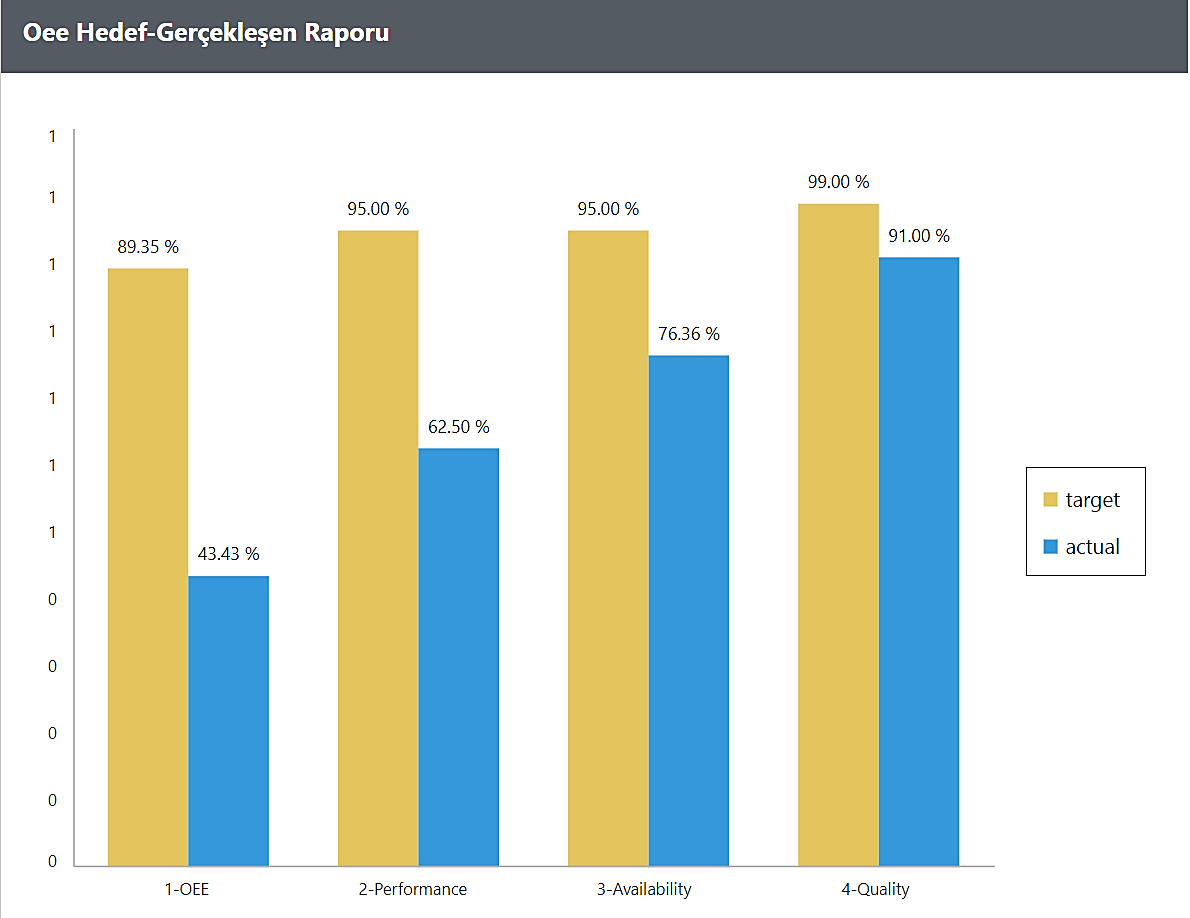 Oee Hedef-Gerçekleşen Raporu
1
1
1
1
1
1
1
0
0
0
0
0
89.35 %
43.43 %
95.00 %
62.50 %
95.00 %
76.36 %
99.00 %
91.00 %
1-OEE
2-Performance
3-Availability
4-Quality
target
actual